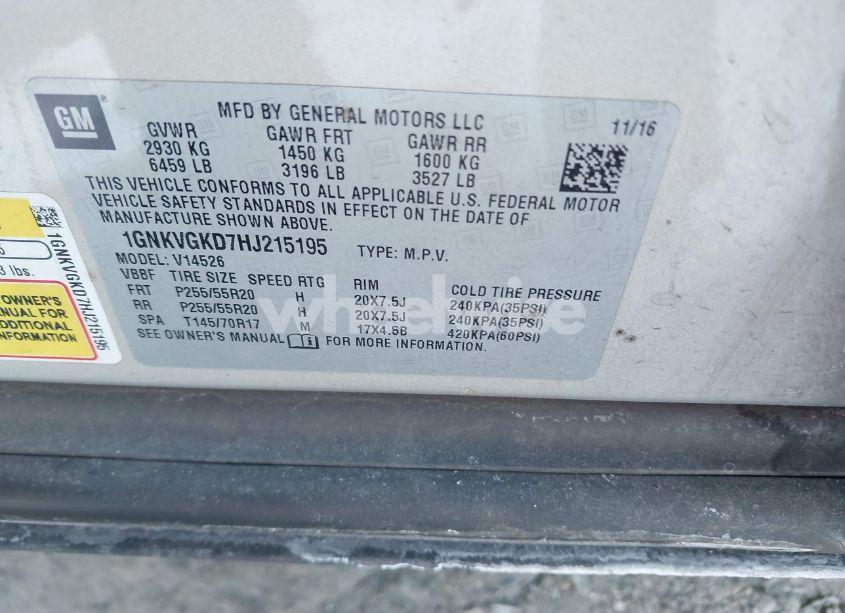 GM
MFD BY GENERAL MOTORS LLC
11/16
GVWR GAWR FRT GAWR RR
2930 KG 1450 KG 1600 KG
6459 LB 3196 LB 3527 LB
THIS VEHICLE CONFORMS TO ALL APPLICABLE U.S. FEDERAL MOTOR
VEHICLE SAFETY STANDARDS IN EFFECT ON THE DATE OF
MANUFACTURE SHOWN ABOVE.
1GNKVGKD7HJ215195 TYPE: M.P.V.
MODEL: V14526
VBBF TIRE SIZE SPEED RTG RIM COLD TIRE PRESSURE
FRT P255/55R20 H 20X7.5J 240KPA(35PSI)
RR P255/55R20 H 20X7.5J 240KPA(35PSI)
SPA T145/70R17 M 17X4.5B 420KPA(60PSI)
SEE OWNER'S MANUAL FOR MORE INFORMATION.
1GNKVGKD7HJ215195
lbs.
OWNER'S
MANUAL
FOR
ADDITIONAL
INFORMATION